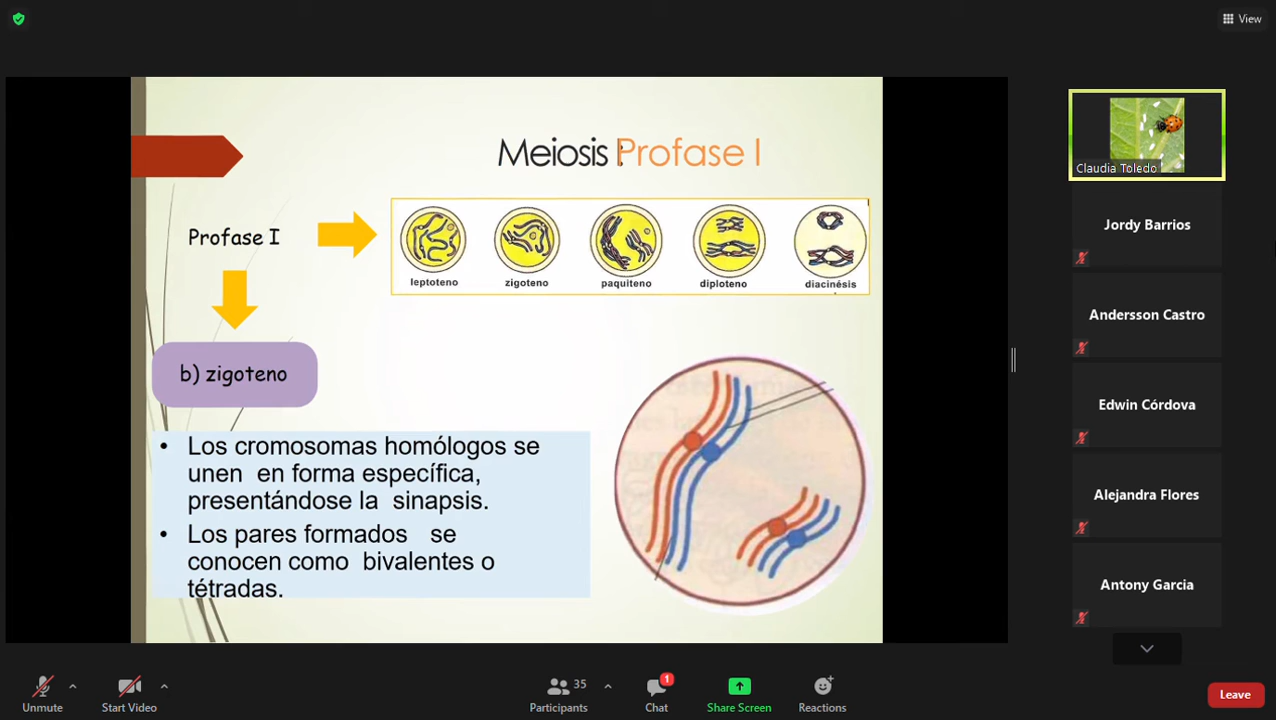 View
Meiosis : Profase I
Profase I
leptoteno
zigoteno
paquiteno
diploteno
diacinésis
b) zigoteno
• Los cromosomas homólogos se
unen en forma específica,
presentándose la sinapsis.
• Los pares formados se
conocen como bivalentes o
tétradas.
Claudia Toledo
Jordy Barrios
Andersson Castro
Edwin Córdova
Alejandra Flores
Antony Garcia
Unmute
Start Video
35
Participants
1
Chat
Share Screen
Reactions
Leave